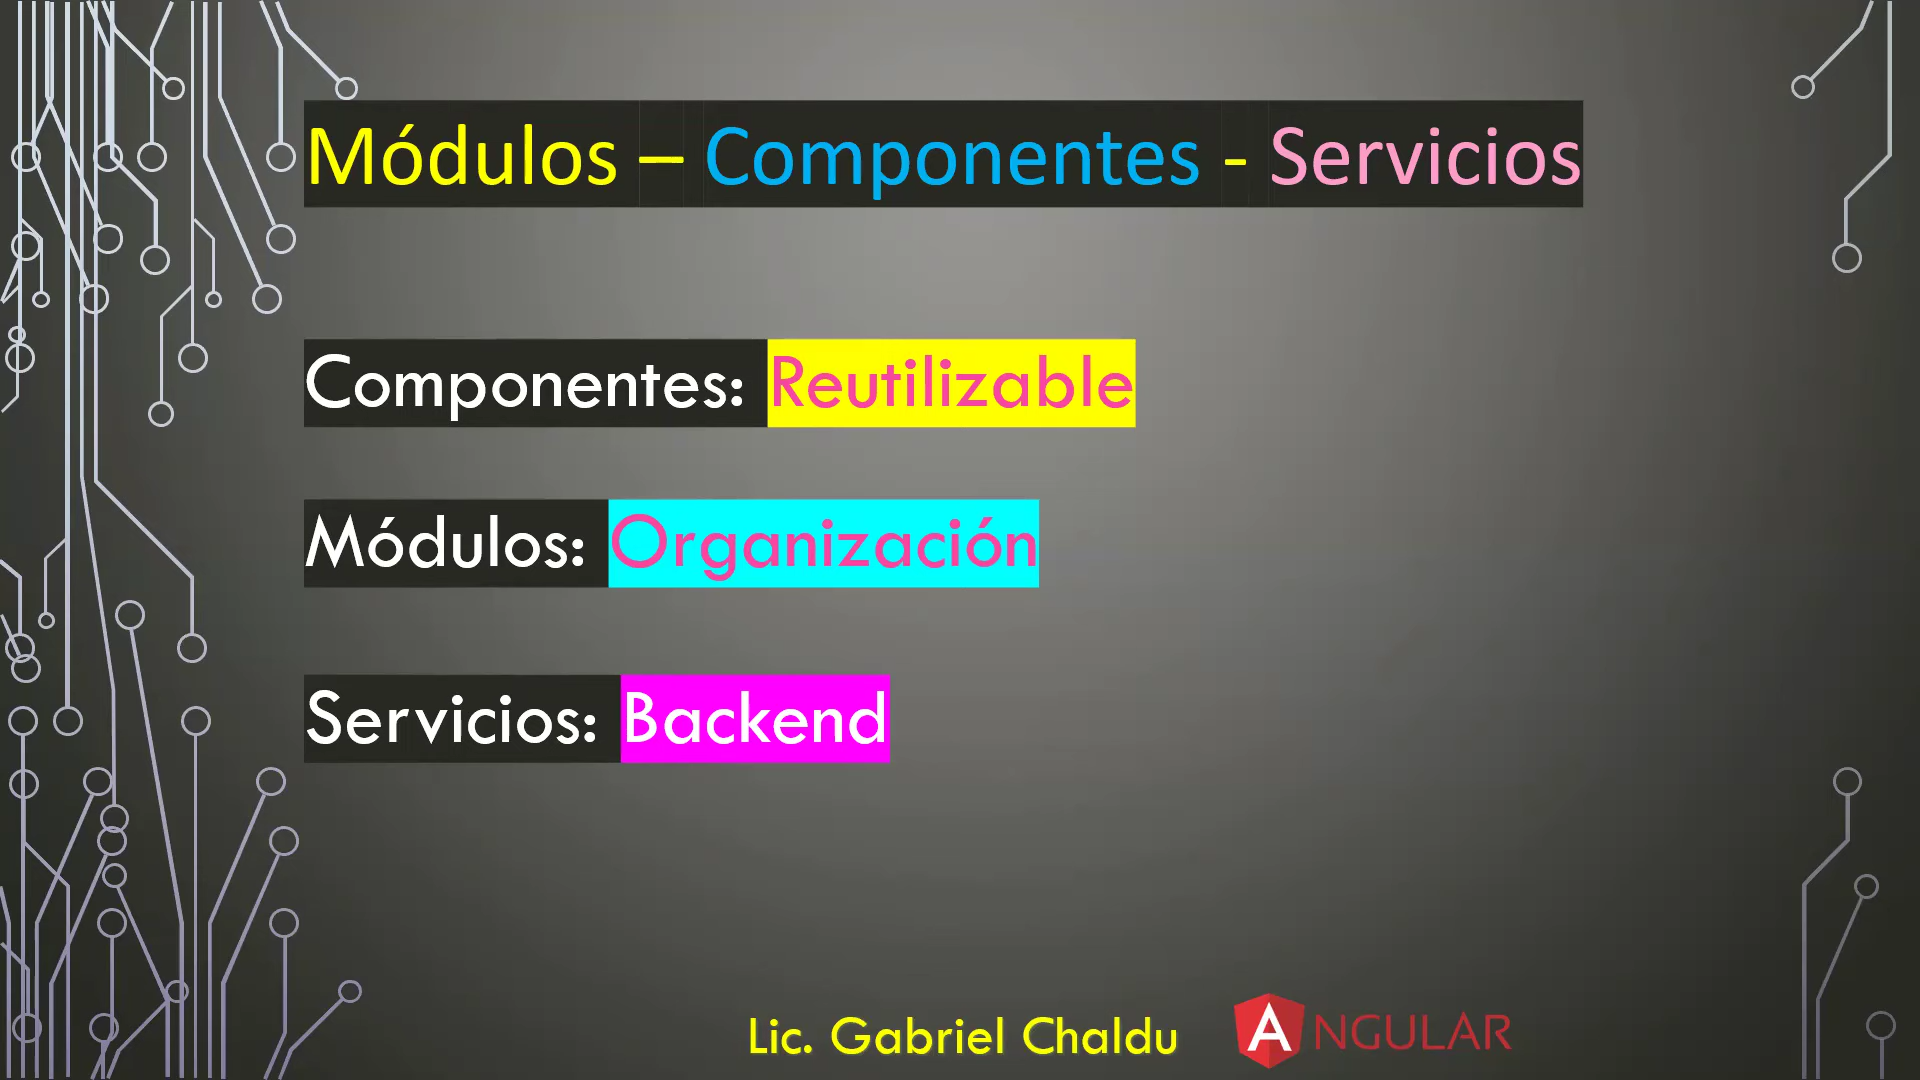 Módulos – Componentes - Servicios
Componentes: Reutilizable
Módulos: Organización
Servicios: Backend
Lic. Gabriel Chaldu
ANGULAR